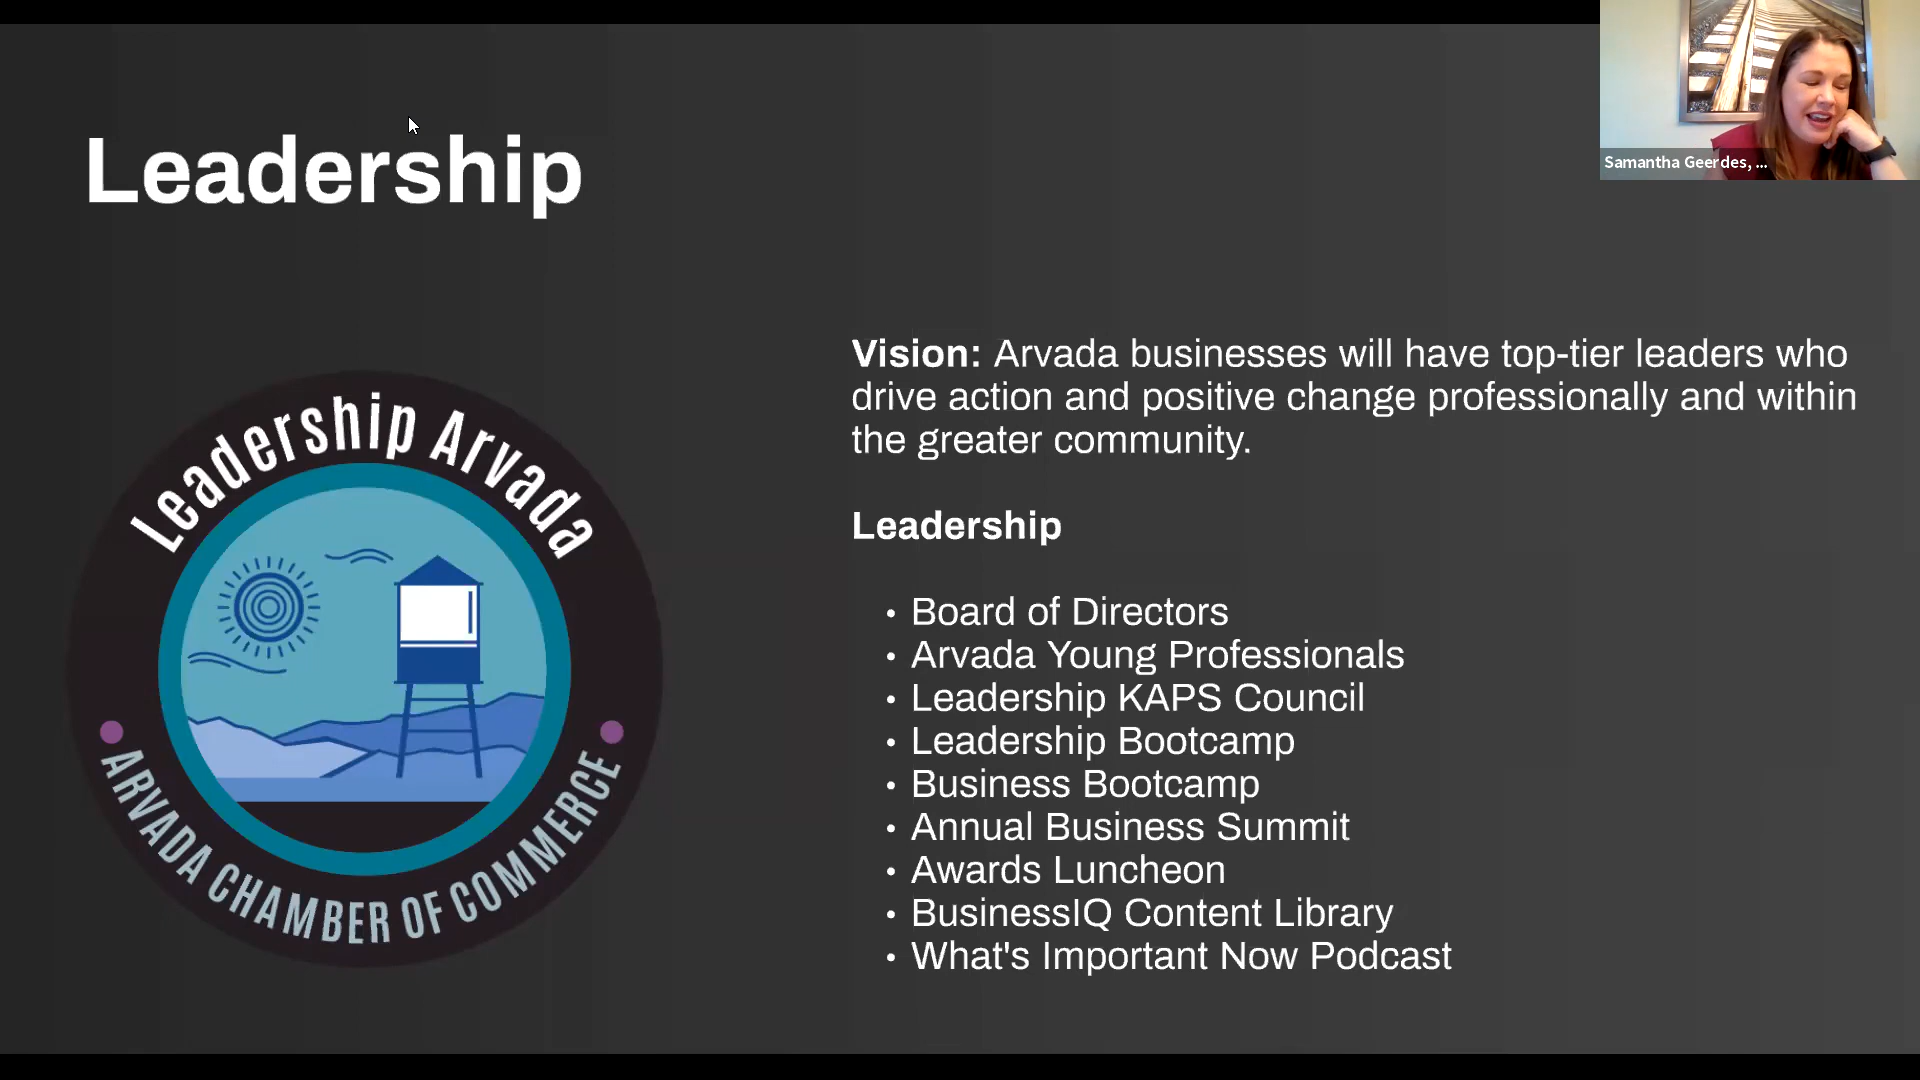 Leadership
Samantha Geerdes, ...
Vision: Arvada businesses will have top-tier leaders who
drive action and positive change professionally and within
the greater community.
Leadership
• Board of Directors
• Arvada Young Professionals
• Leadership KAPS Council
• Leadership Bootcamp
• Business Bootcamp
• Annual Business Summit
• Awards Luncheon
• BusinessIQ Content Library
• What's Important Now Podcast
Leadership Arvada
ARVADA CHAMBER OF COMMERCE